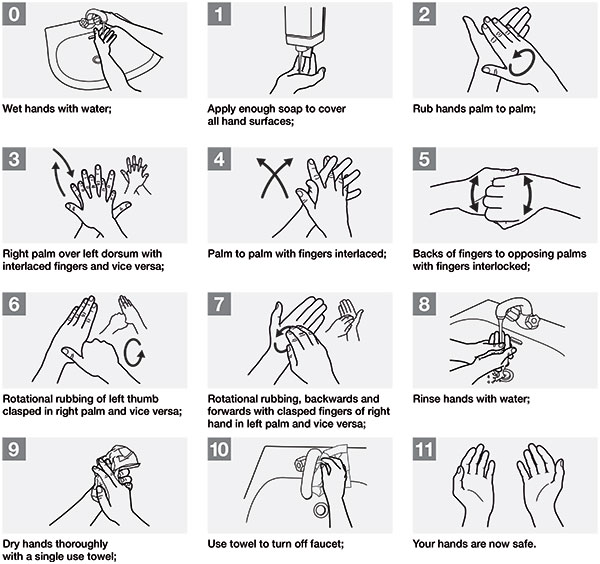 0
Wet hands with water;
1
Apply enough soap to cover
all hand surfaces;
2
Rub hands palm to palm;
3
Right palm over left dorsum with
interlaced fingers and vice versa;
4
Palm to palm with fingers interlaced;
5
Backs of fingers to opposing palms
with fingers interlocked;
6
Rotational rubbing of left thumb
clasped in right palm and vice versa;
7
Rotational rubbing, backwards and
forwards with clasped fingers of right
hand in left palm and vice versa;
8
Rinse hands with water;
9
Dry hands thoroughly
with a single use towel;
10
Use towel to turn off faucet;
11
Your hands are now safe.